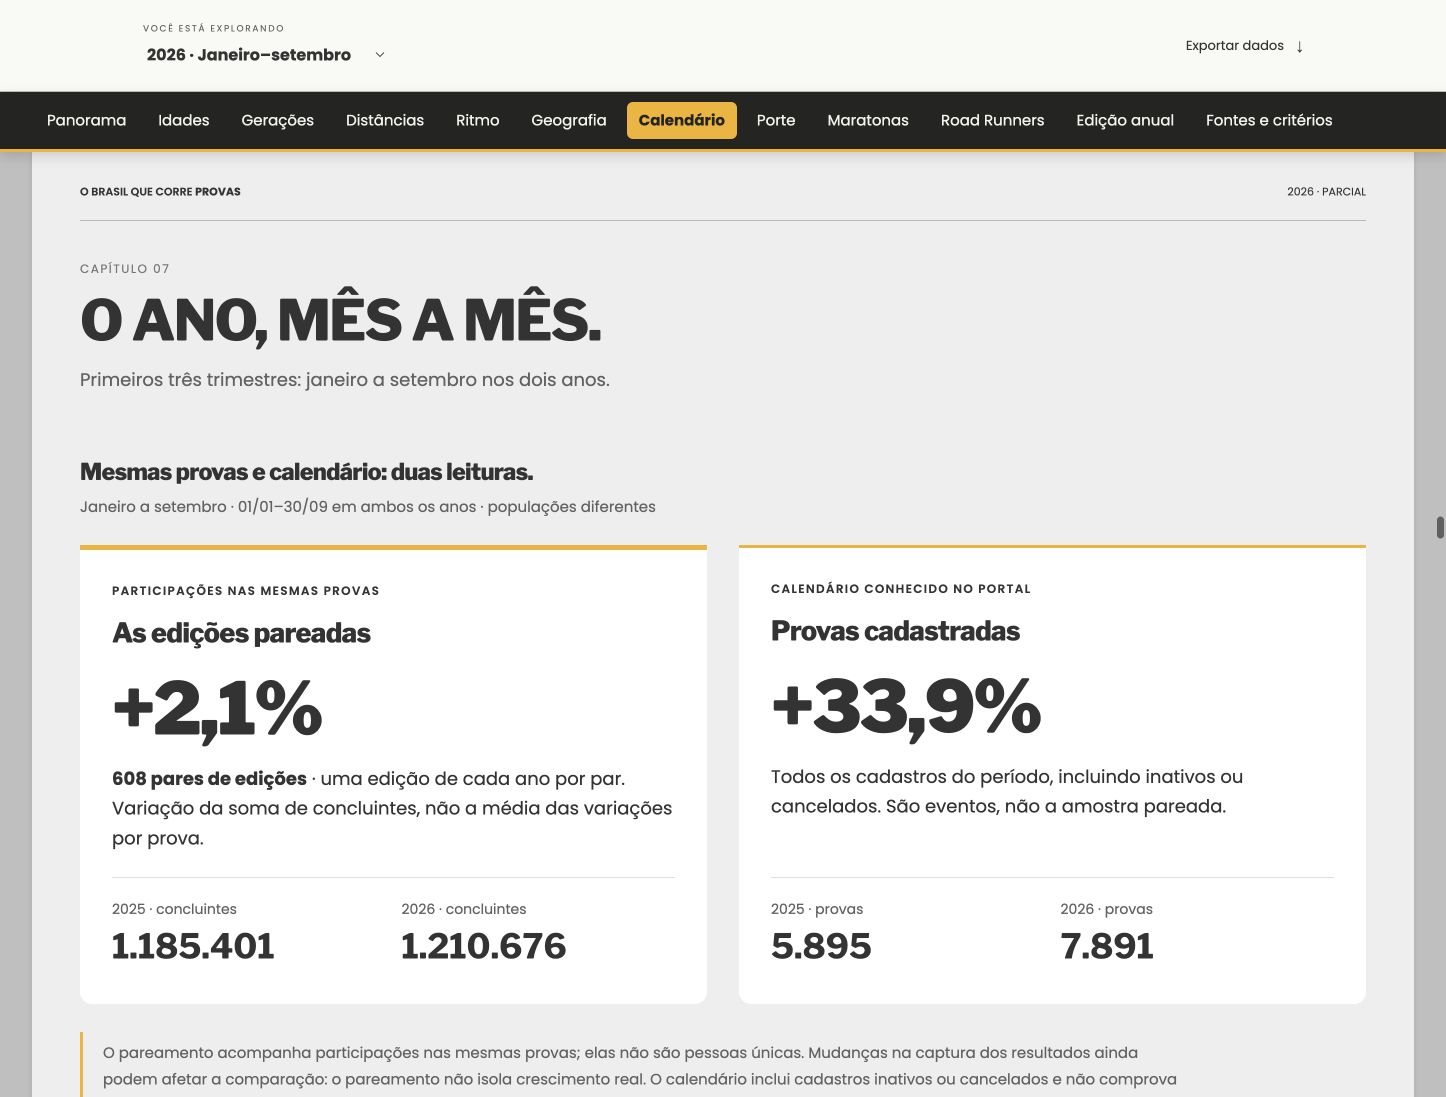 VOCÊ ESTÁ EXPLORANDO
2026 · Janeiro–setembro
Exportar dados ↓
Panorama Idades Gerações Distâncias Ritmo Geografia Calendário Porte Maratonas Road Runners Edição anual Fontes e critérios
O BRASIL QUE CORRE PROVAS
2026 · PARCIAL
CAPÍTULO 07
O ANO, MÊS A MÊS.
Primeiros três trimestres: janeiro a setembro nos dois anos.
Mesmas provas e calendário: duas leituras.
Janeiro a setembro · 01/01–30/09 em ambos os anos · populações diferentes
PARTICIPAÇÕES NAS MESMAS PROVAS
As edições pareadas
+2,1%
608 pares de edições · uma edição de cada ano por par.
Variação da soma de concluintes, não a média das variações
por prova.
2025 · concluintes
1.185.401
2026 · concluintes
1.210.676
CALENDÁRIO CONHECIDO NO PORTAL
Provas cadastradas
+33,9%
Todos os cadastros do período, incluindo inativos ou
cancelados. São eventos, não a amostra pareada.
2025 · provas
5.895
2026 · provas
7.891
O pareamento acompanha participações nas mesmas provas; elas não são pessoas únicas. Mudanças na captura dos resultados ainda
podem afetar a comparação: o pareamento não isola crescimento real. O calendário inclui cadastros inativos ou cancelados e não comprova